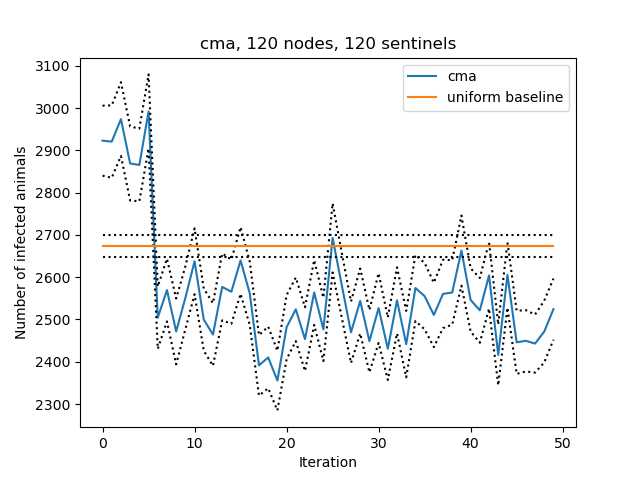 cma, 120 nodes, 120 sentinels
3100
3000
2900
2800
2700
2600
2500
2400
2300
Number of infected animals
cma
uniform baseline
0 10 20 30 40 50
Iteration